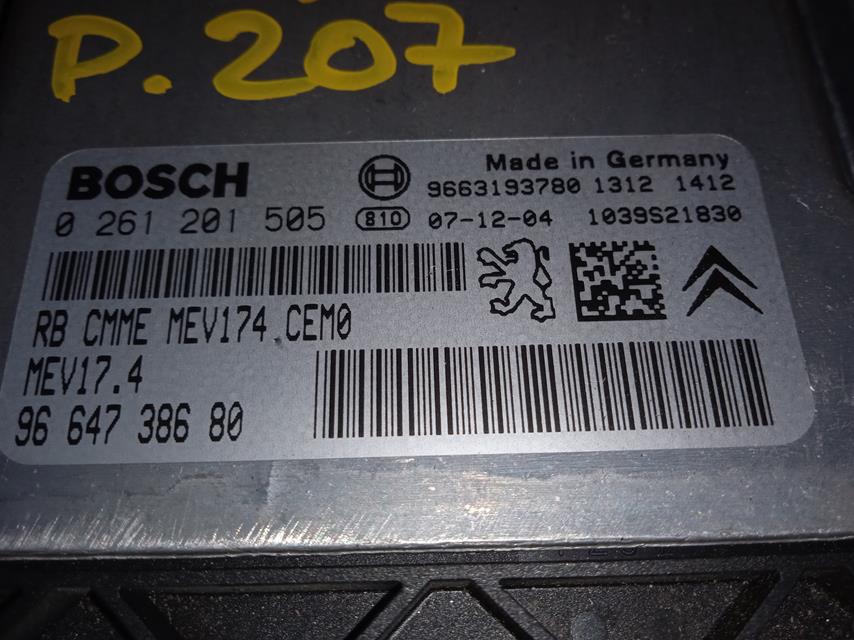 P. 207
BOSCH Made in Germany
9663193780 1312 1412
0 261 201 505 810 07-12-04 1039S21830
RB CMME MEV174 CEM0
MEV17.4
96 647 386 80